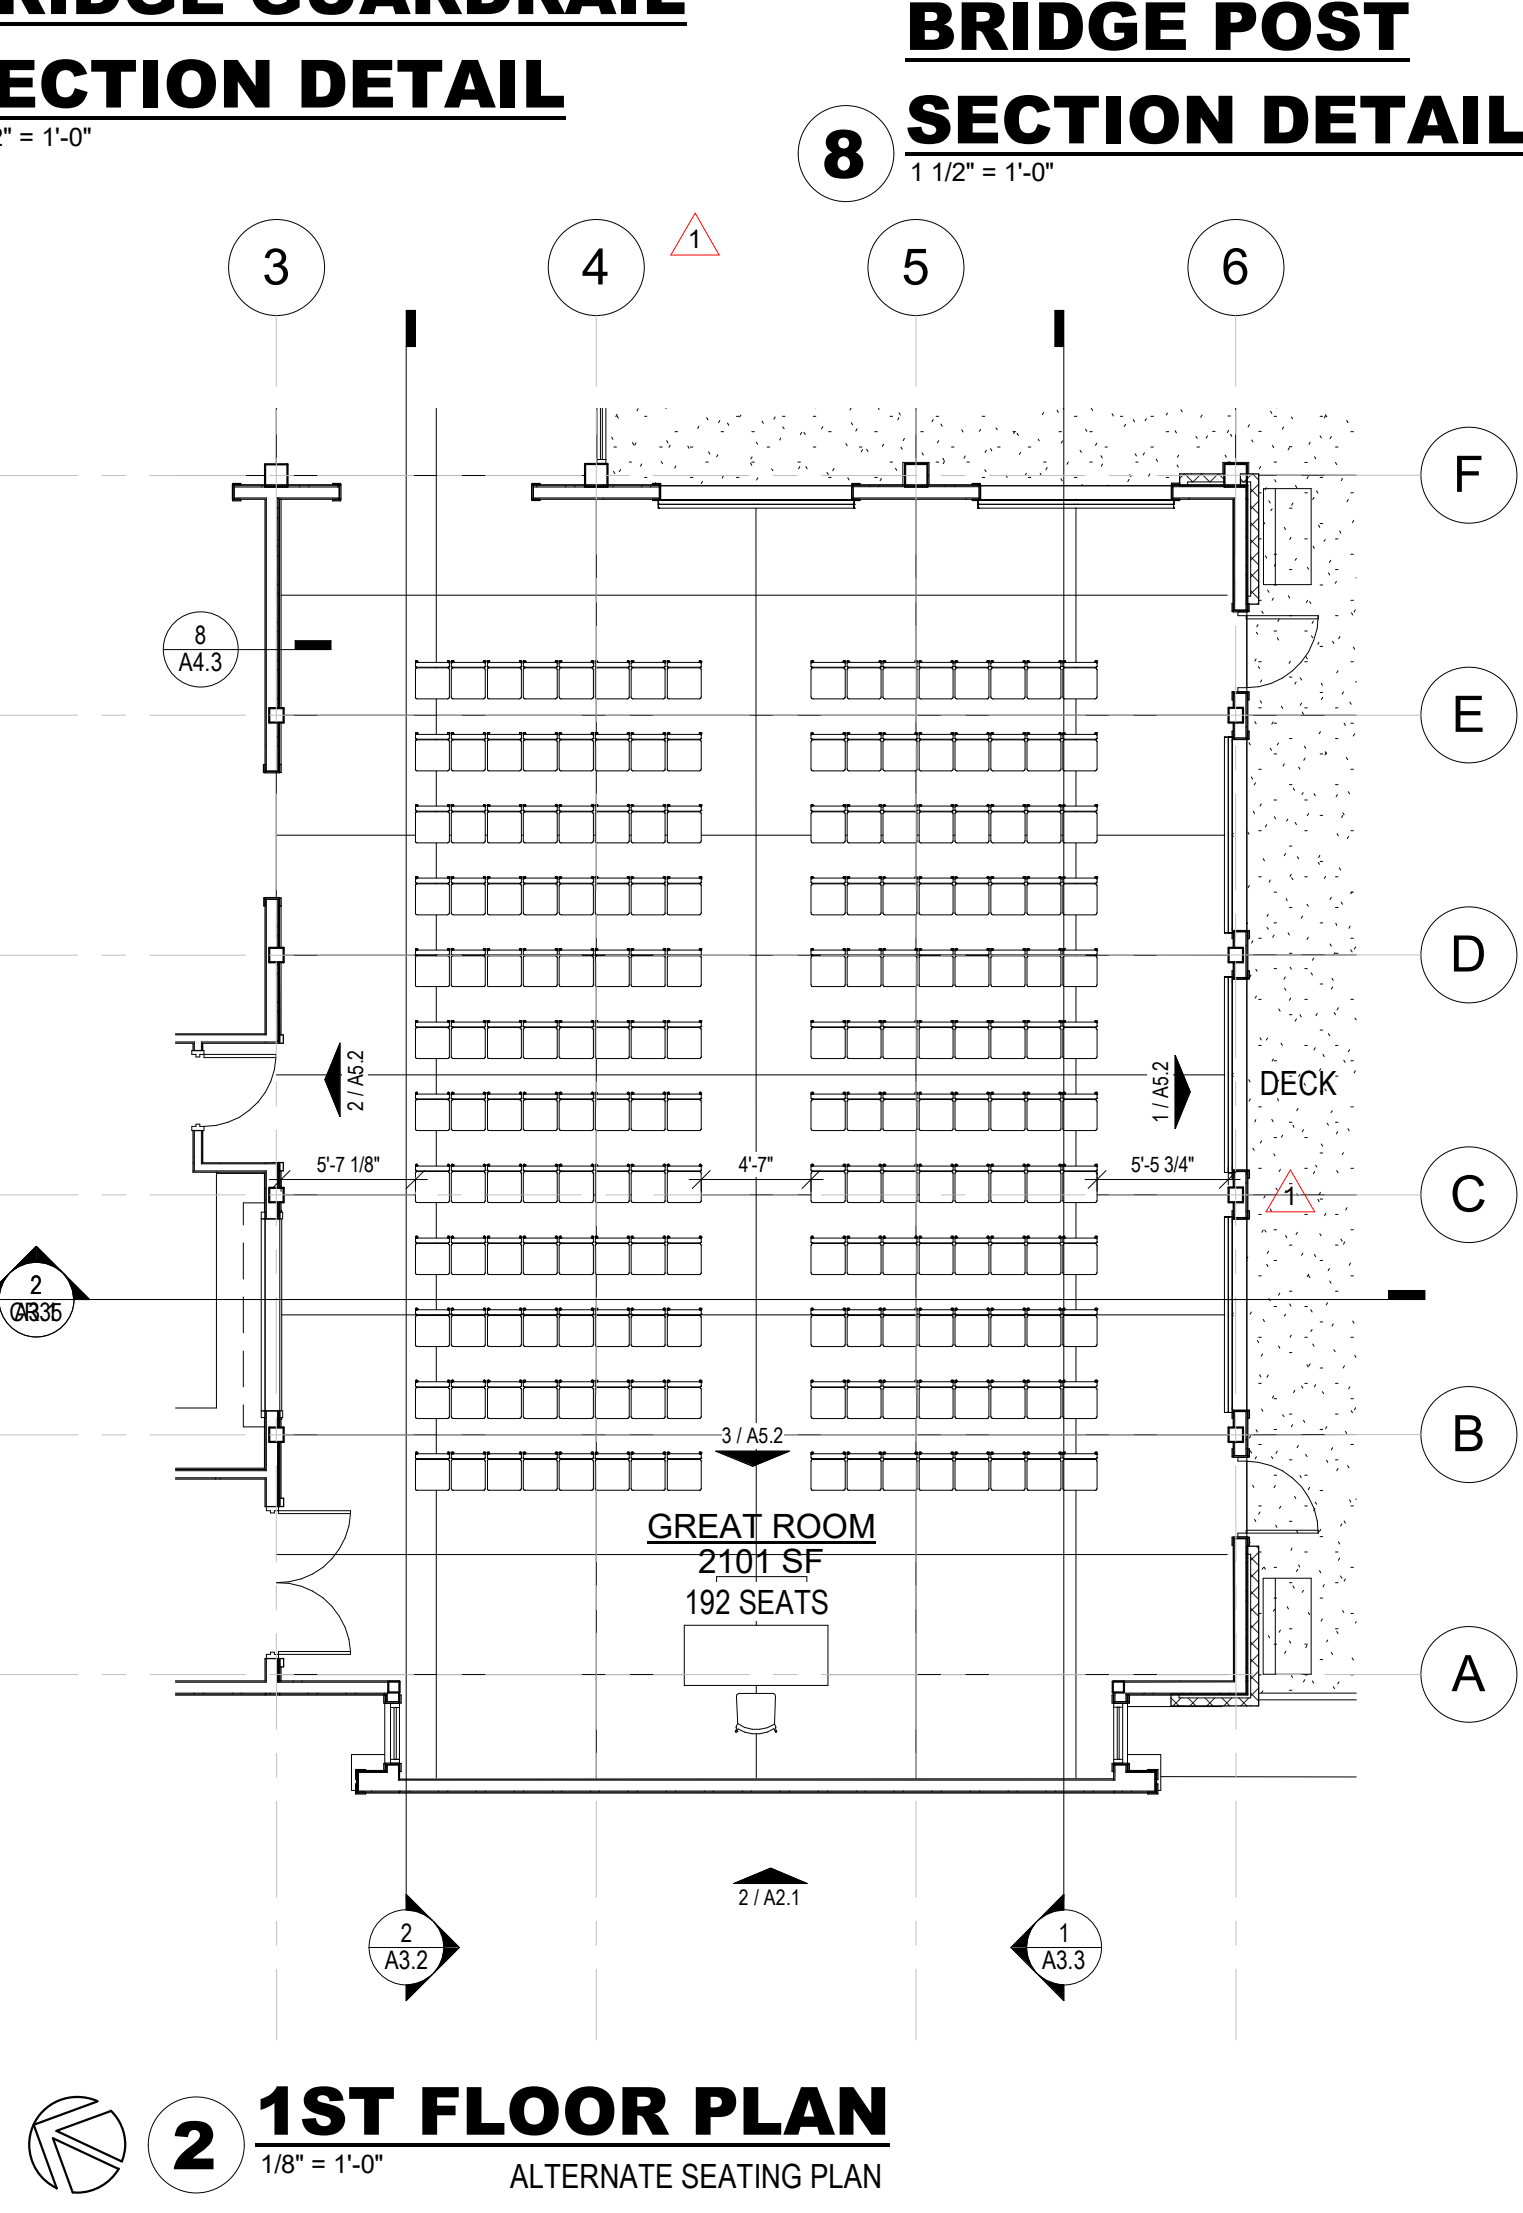 RIDGE GUARDRAIL
ECTION DETAIL
2" = 1'-0"
BRIDGE POST
SECTION DETAIL
8
1 1/2" = 1'-0"
3
4
1
5
6
F
8
A4.3
E
D
2 / A5.2
1 / A5.2
DECK
5'-7 1/8"
4'-7"
5'-5 3/4"
1
C
2
B
3 / A5.2
GREAT ROOM
2101 SF
192 SEATS
A
2 / A2.1
2
A3.2
1
A3.3
2
1ST FLOOR PLAN
1/8" = 1'-0"
ALTERNATE SEATING PLAN